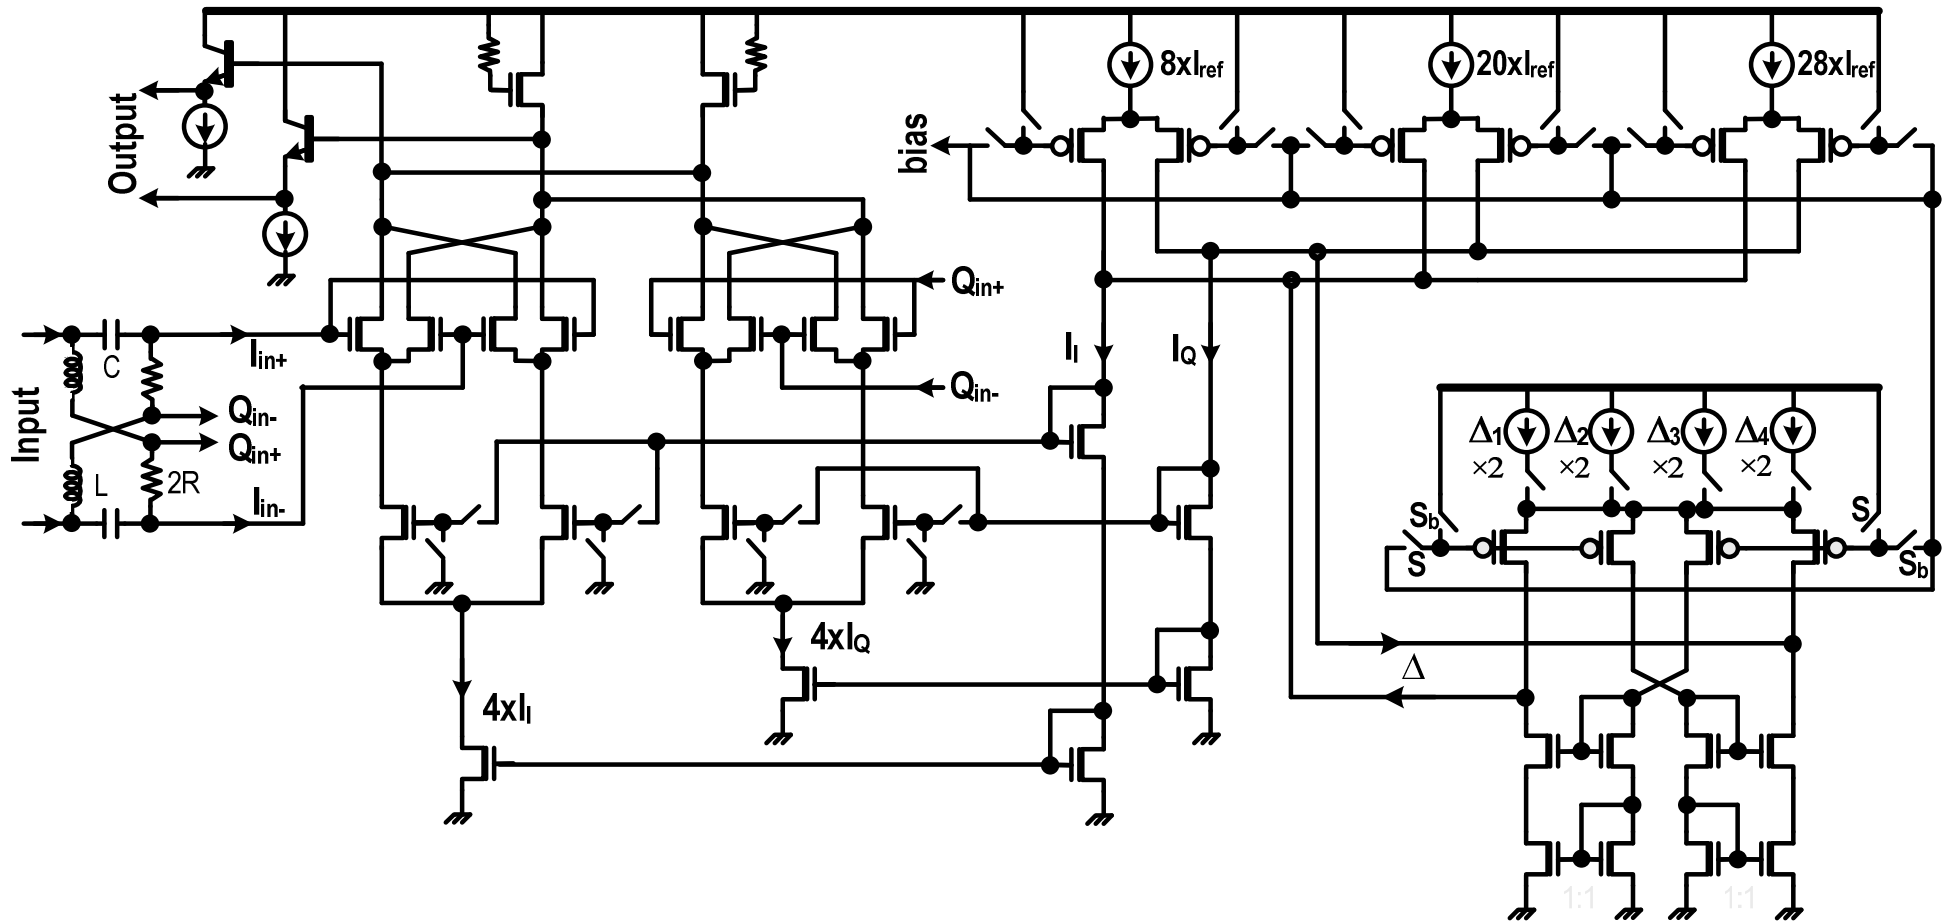 8xIref
20xIref
28xIref
Output
bias
Qin+
Iin+
II
IQ
C
Qin-
Input
Qin-
Qin+
L
2R
Iin-
Δ1
×2
Δ2
×2
Δ3
×2
Δ4
×2
Sb
S
S
Sb
4xIQ
Δ
4xII
1:1
1:1